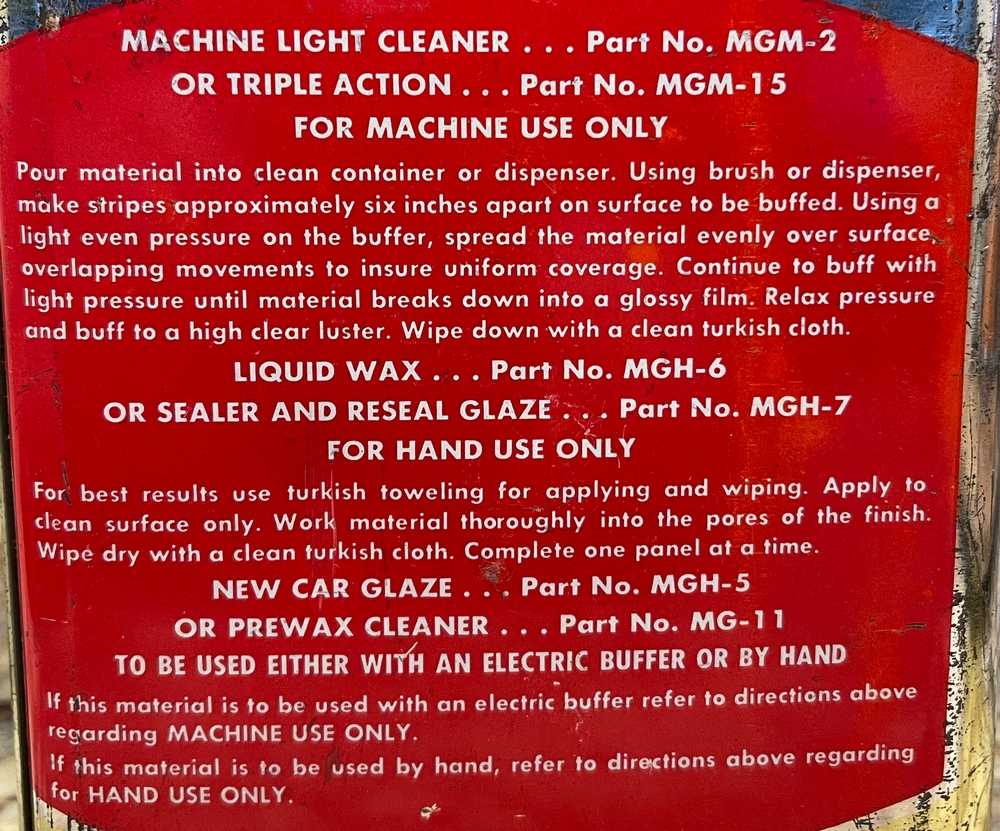 MACHINE LIGHT CLEANER . . . Part No. MGM-2
OR TRIPLE ACTION . . . Part No. MGM-15
FOR MACHINE USE ONLY
Pour material into clean container or dispenser. Using brush or dispenser,
make stripes approximately six inches apart on surface to be buffed. Using a
light even pressure on the buffer, spread the material evenly over surface,
overlapping movements to insure uniform coverage. Continue to buff with
light pressure until material breaks down into a glossy film. Relax pressure
and buff to a high clear luster. Wipe down with a clean turkish cloth.
LIQUID WAX . . . Part No. MGH-6
OR SEALER AND RESEAL GLAZE . . . Part No. MGH-7
FOR HAND USE ONLY
For best results use turkish toweling for applying and wiping. Apply to
clean surface only. Work material thoroughly into the pores of the finish.
Wipe dry with a clean turkish cloth. Complete one panel at a time.
NEW CAR GLAZE . . . Part No. MGH-5
OR PREWAX CLEANER . . . Part No. MG-11
TO BE USED EITHER WITH AN ELECTRIC BUFFER OR BY HAND
If this material is to be used with an electric buffer refer to directions above
regarding MACHINE USE ONLY.
If this material is to be used by hand, refer to directions above regarding
for HAND USE ONLY.